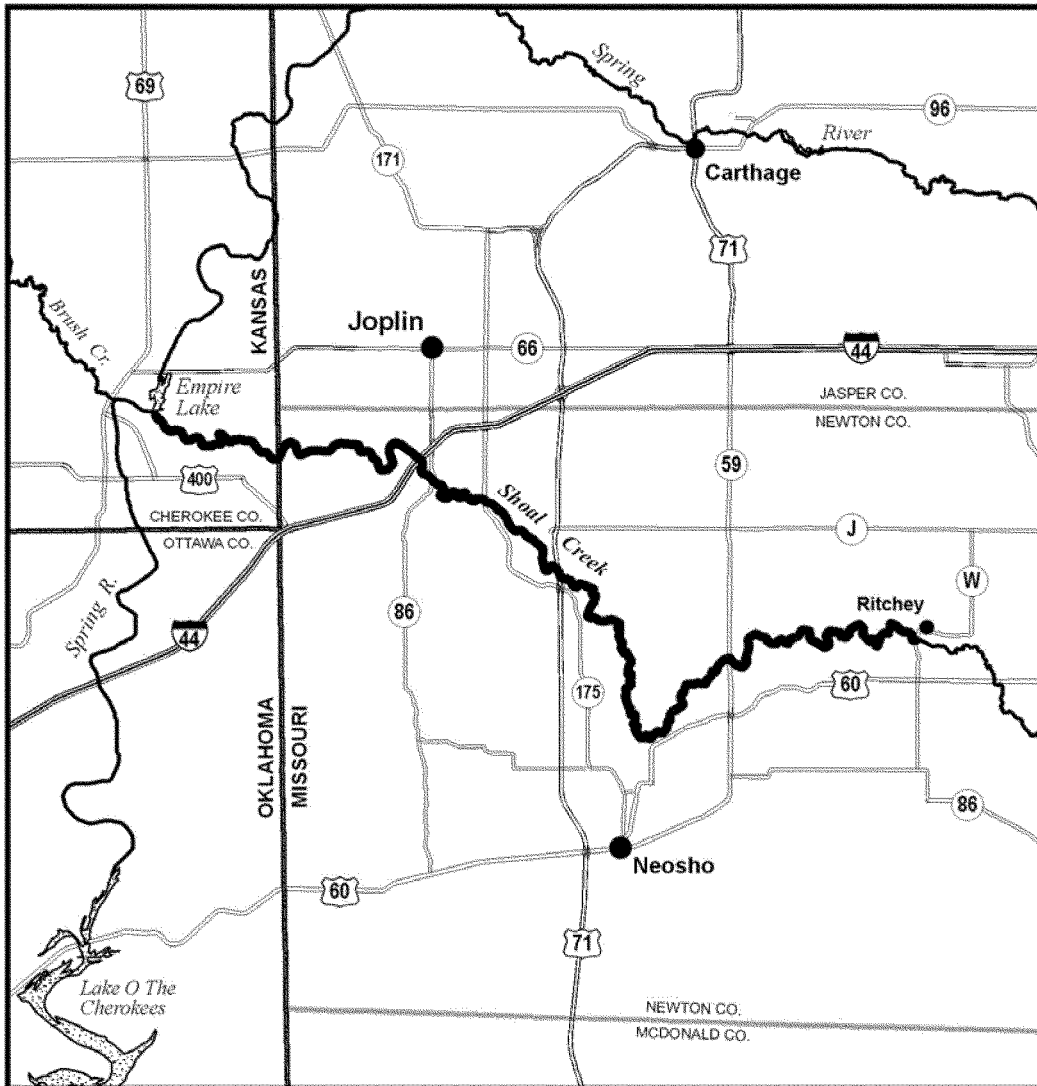 Spring
River
69
96
171
Carthage
71
KANSAS
Brush Cr.
Joplin
66
44
Empire
Lake
JASPER CO.
NEWTON CO.
59
400
Shoal
Creek
CHEROKEE CO.
OTTAWA CO.
J
W
Spring R.
86
Ritchey
44
175
60
OKLAHOMA
MISSOURI
86
Neosho
60
71
Lake O The
Cherokees
NEWTON CO.
MCDONALD CO.